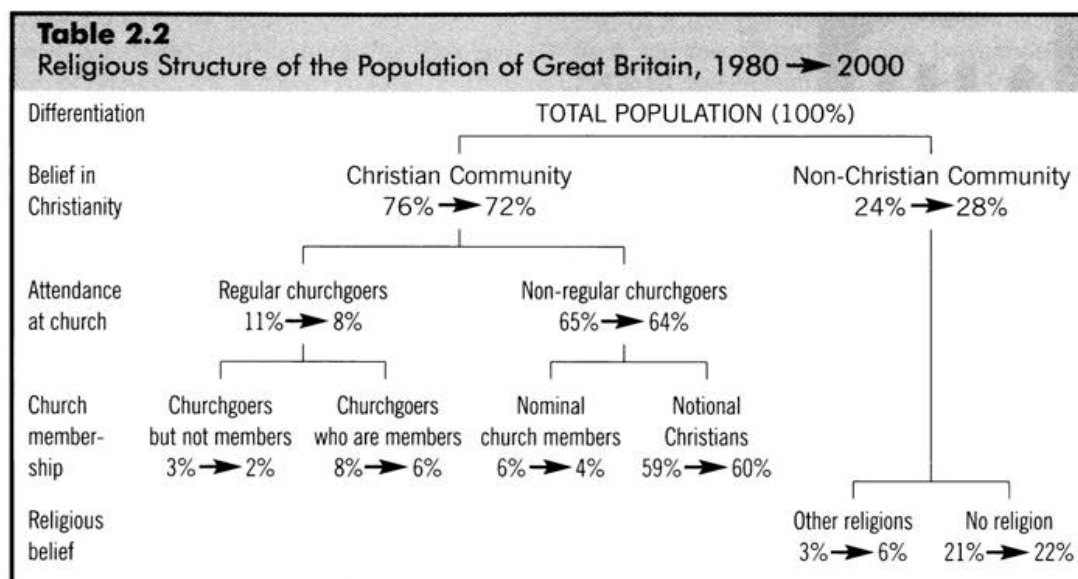 Table 2.2
Religious Structure of the Population of Great Britain, 1980 → 2000
Differentiation TOTAL POPULATION (100%)
Belief in Christian Community Non-Christian Community
Christianity 76% → 72% 24% → 28%
Attendance Regular churchgoers Non-regular churchgoers
at church 11% → 8% 65% → 64%
Church Churchgoers Churchgoers Nominal Notional
member- but not members who are members church members Christians
ship 3% → 2% 8% → 6% 6% → 4% 59% → 60%
Religious Other religions No religion
belief 3% → 6% 21% → 22%